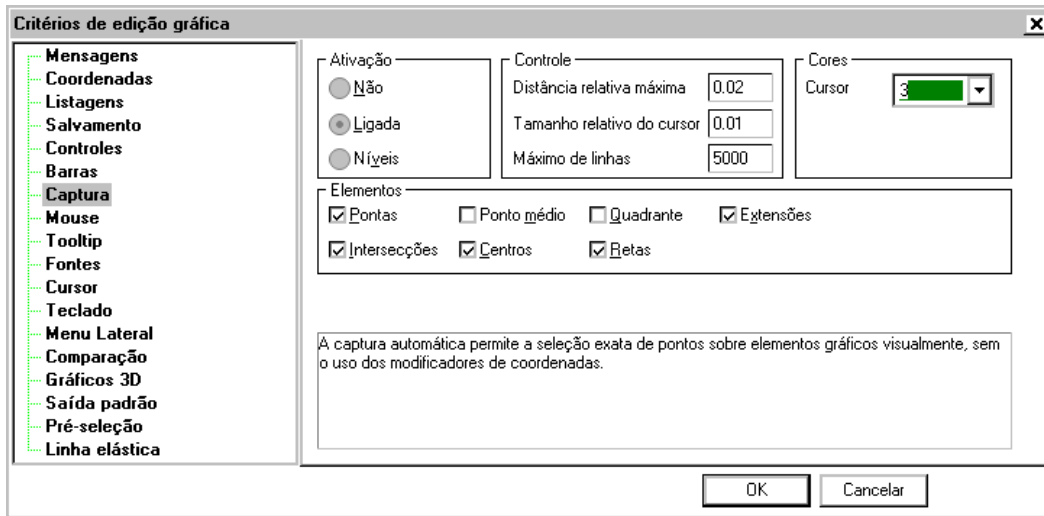 Critérios de edição gráfica
Mensagens
Coordenadas
Listagens
Salvamento
Controles
Barras
Captura
Mouse
Tooltip
Fontes
Cursor
Teclado
Menu Lateral
Comparação
Gráficos 3D
Saída padrão
Pré-seleção
Linha elástica
Ativação
Não
Ligada
Níveis
Controle
Distância relativa máxima 0.02
Tamanho relativo do cursor 0.01
Máximo de linhas 5000
Cores
Cursor 3
Elementos
Pontas Ponto médio Quadrante Extensões
Intersecções Centros Retas
A captura automática permite a seleção exata de pontos sobre elementos gráficos visualmente, sem
o uso dos modificadores de coordenadas.
OK Cancelar